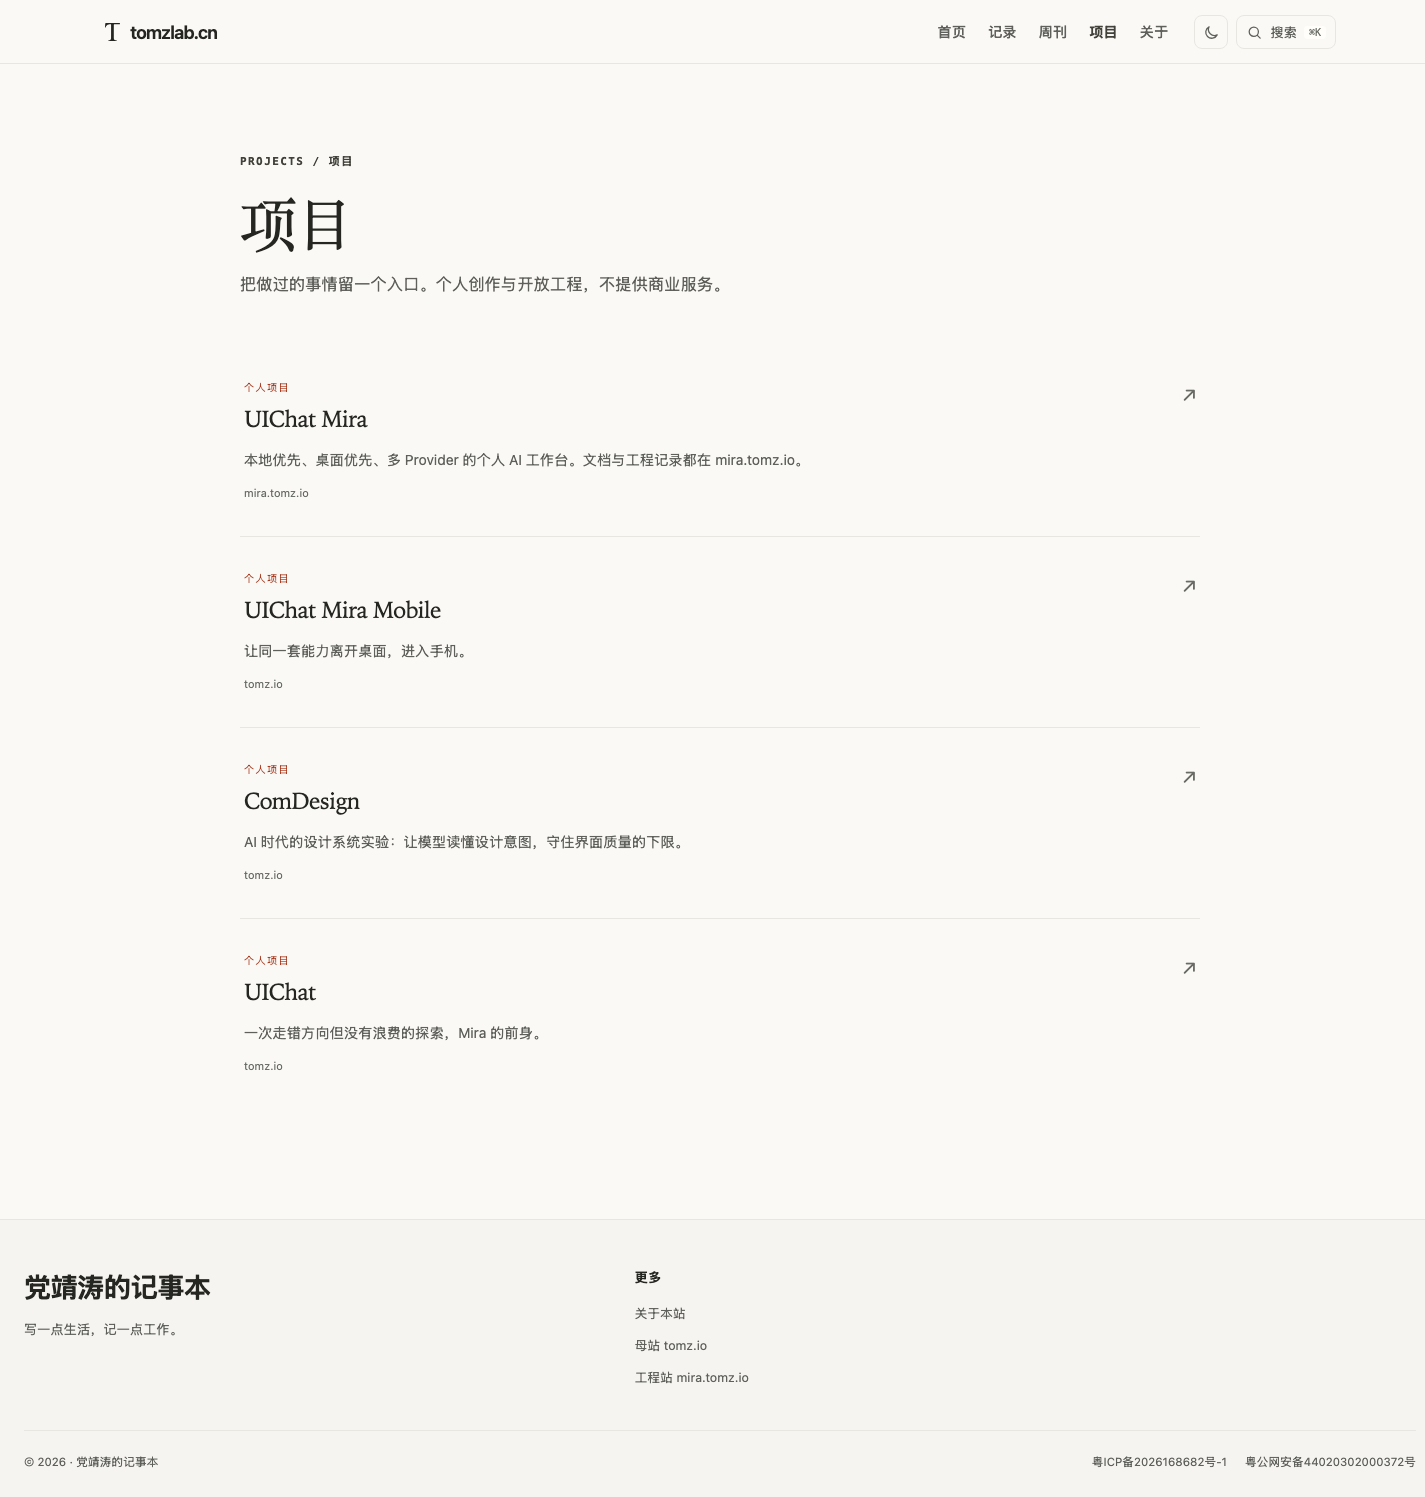 T tomzlab.cn
首页 记录 周刊 项目 关于 搜索 ⌘K
PROJECTS / 项目
项目
把做过的事情留一个入口。个人创作与开放工程，不提供商业服务。
个人项目
UIChat Mira
本地优先、桌面优先、多 Provider 的个人 AI 工作台。文档与工程记录都在 mira.tomz.io。
mira.tomz.io
个人项目
UIChat Mira Mobile
让同一套能力离开桌面，进入手机。
tomz.io
个人项目
ComDesign
AI 时代的设计系统实验：让模型读懂设计意图，守住界面质量的下限。
tomz.io
个人项目
UIChat
一次走错方向但没有浪费的探索，Mira 的前身。
tomz.io
党靖涛的记事本
写一点生活，记一点工作。
更多
关于本站
母站 tomz.io
工程站 mira.tomz.io
© 2026 · 党靖涛的记事本
粤ICP备2026168682号-1 粤公网安备44020302000372号